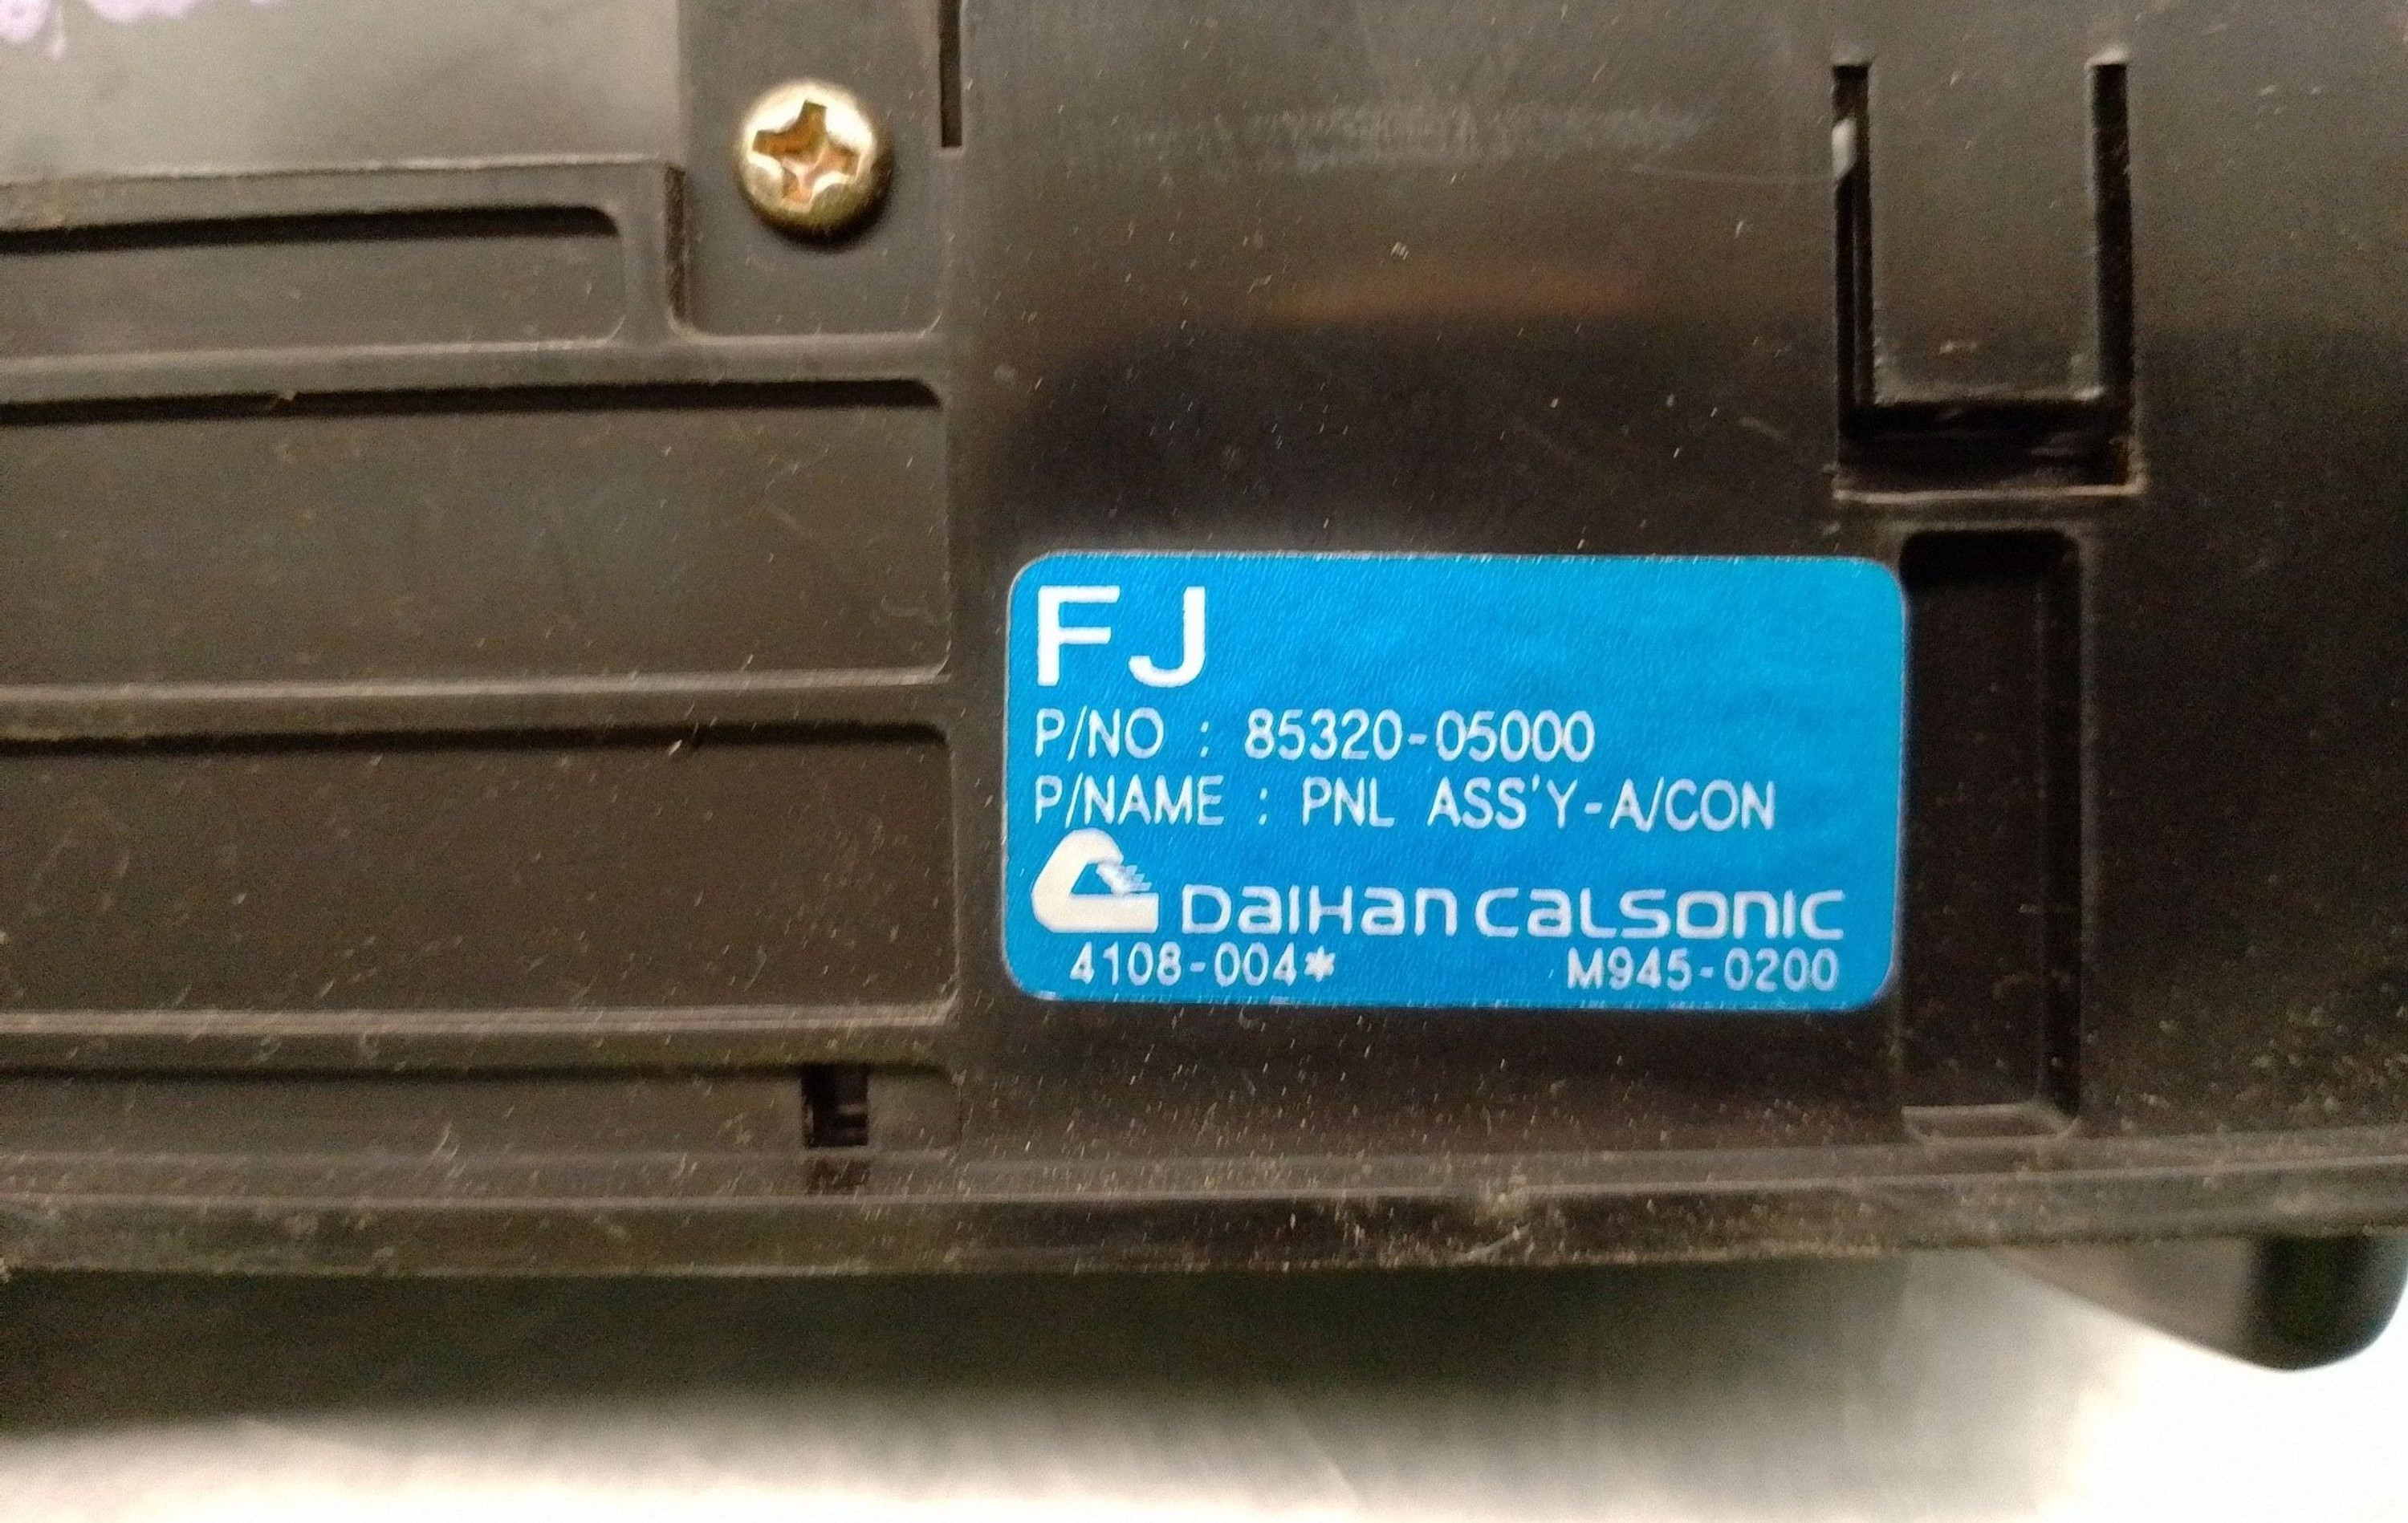 FJ
P/NO : 85320-05000
P/NAME : PNL ASS'Y-A/CON
DAIHAN CALSONIC
4108-004* M945-0200